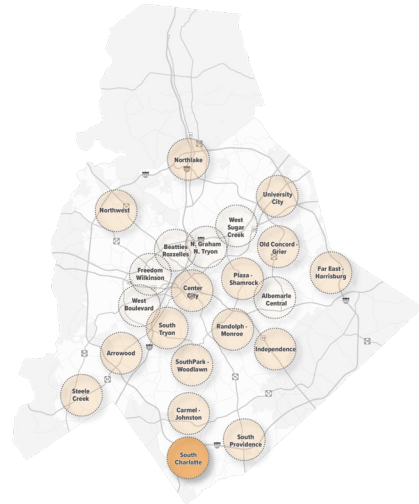 Northlake
University
City
Northwest
West
Sugar
Creek
Beatties
Rozzelles
N. Graham
N. Tryon
Old Concord -
Grier
Freedom
Wilkinson
Plaza -
Shamrock
Far East -
Harrisburg
Center
City
Albemarle
Central
West
Boulevard
South
Tryon
Randolph -
Monroe
Arrowood
Independence
SouthPark -
Woodlawn
Steele
Creek
Carmel -
Johnston
South
Providence
South
Charlotte